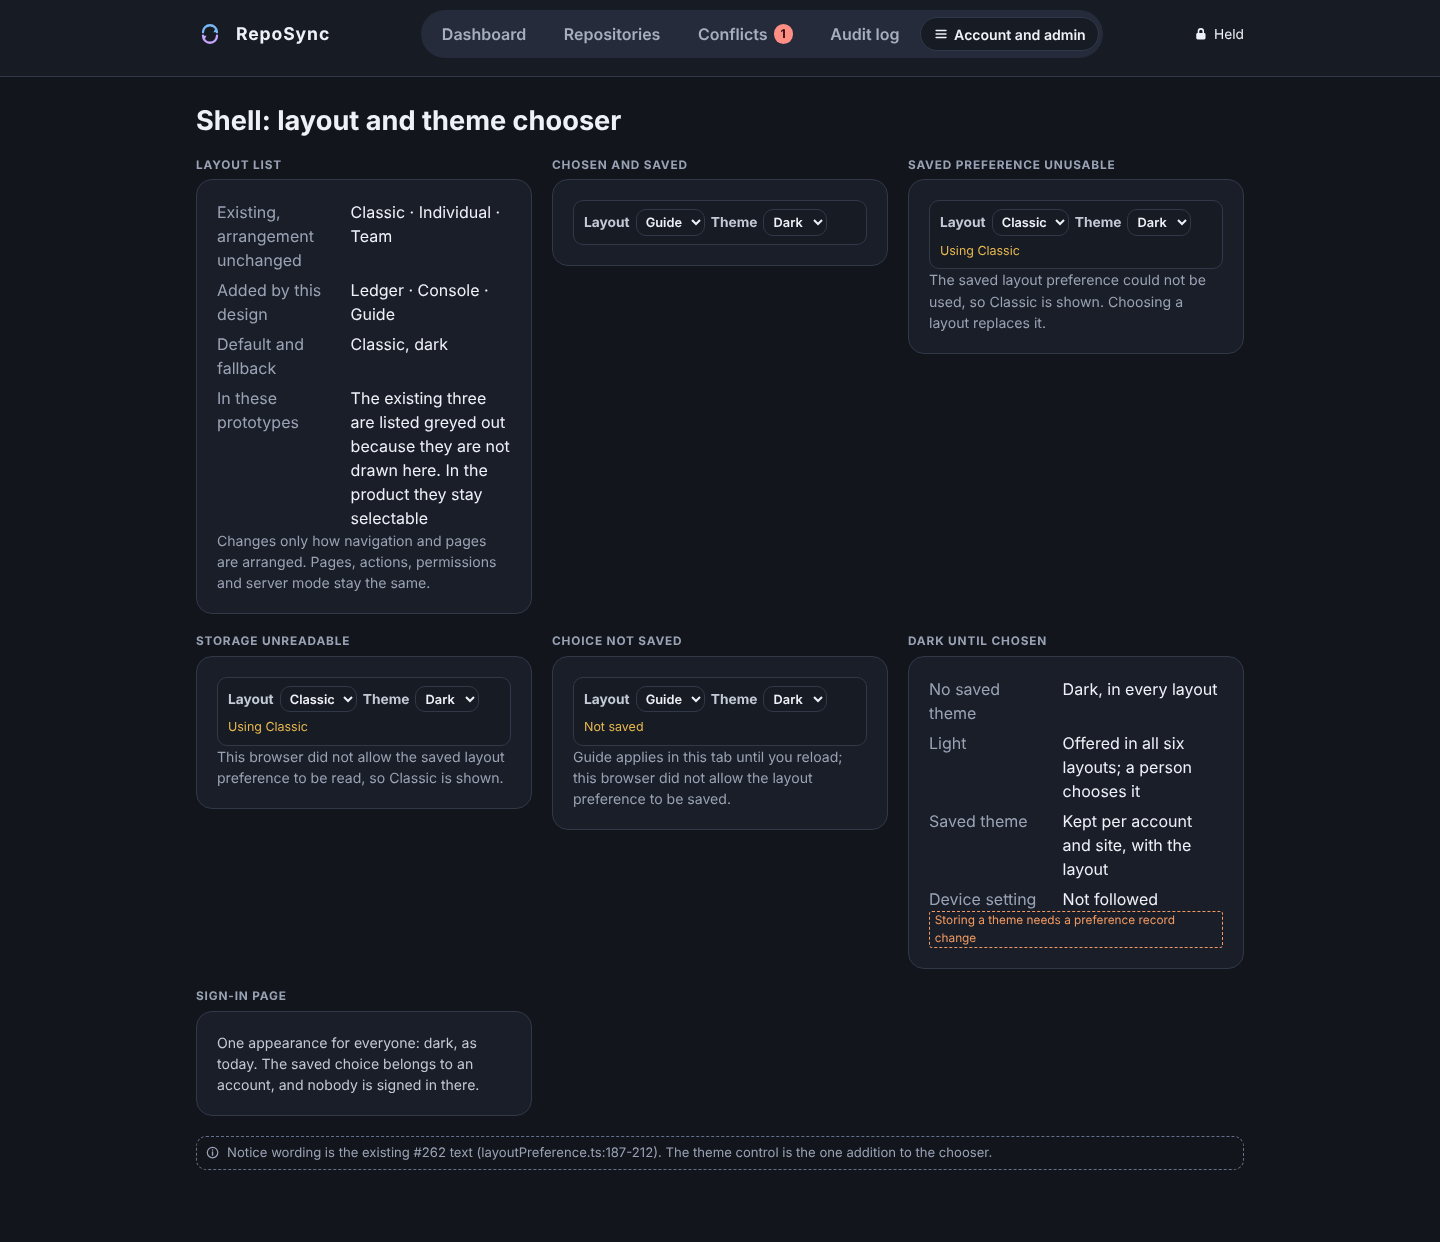 RepoSync
Dashboard
Repositories
Conflicts 1
Audit log
Account and admin
Held
Shell: layout and theme chooser
LAYOUT LIST
Existing, arrangement unchanged
Classic · Individual · Team
Added by this design
Ledger · Console · Guide
Default and fallback
Classic, dark
In these prototypes
The existing three are listed greyed out because they are not drawn here. In the product they stay selectable
Changes only how navigation and pages
are arranged. Pages, actions, permissions
and server mode stay the same.
CHOSEN AND SAVED
Layout Guide Theme Dark
SAVED PREFERENCE UNUSABLE
Layout Classic Theme Dark
Using Classic
The saved layout preference could not be
used, so Classic is shown. Choosing a
layout replaces it.
STORAGE UNREADABLE
Layout Classic Theme Dark
Using Classic
This browser did not allow the saved layout
preference to be read, so Classic is shown.
CHOICE NOT SAVED
Layout Guide Theme Dark
Not saved
Guide applies in this tab until you reload;
this browser did not allow the layout
preference to be saved.
DARK UNTIL CHOSEN
No saved theme
Dark, in every layout
Light
Offered in all six layouts; a person chooses it
Saved theme
Kept per account and site, with the layout
Device setting
Not followed
Storing a theme needs a preference record
change
SIGN-IN PAGE
One appearance for everyone: dark, as
today. The saved choice belongs to an
account, and nobody is signed in there.
Notice wording is the existing #262 text (layoutPreference.ts:187-212). The theme control is the one addition to the chooser.